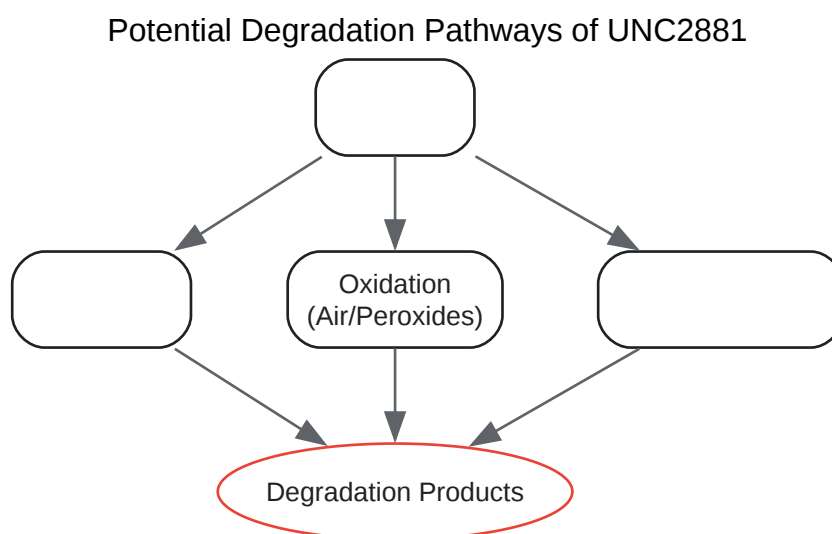 Potential Degradation Pathways of UNC2881
Oxidation
(Air/Peroxides)
Degradation Products